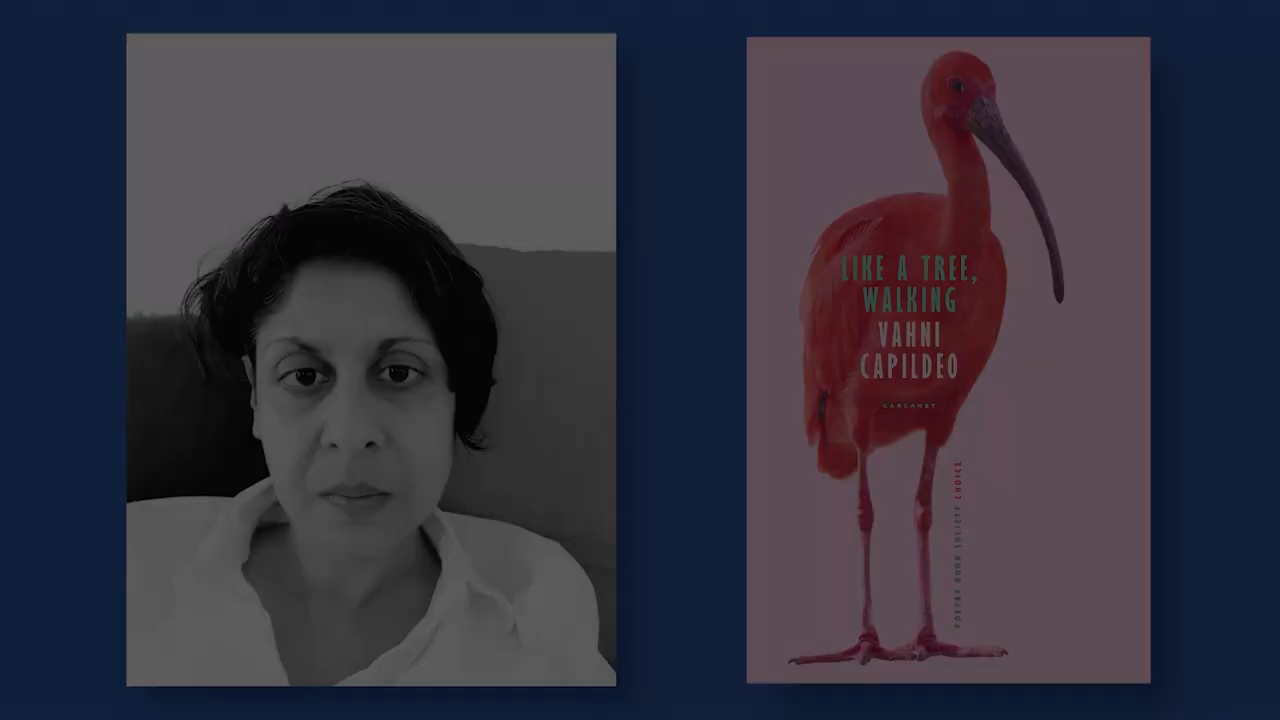 LIKE A TREE,
WALKING
VAHNI
CAPILDEO
CARCANET
POETRY BOOK SOCIETY CHOICE